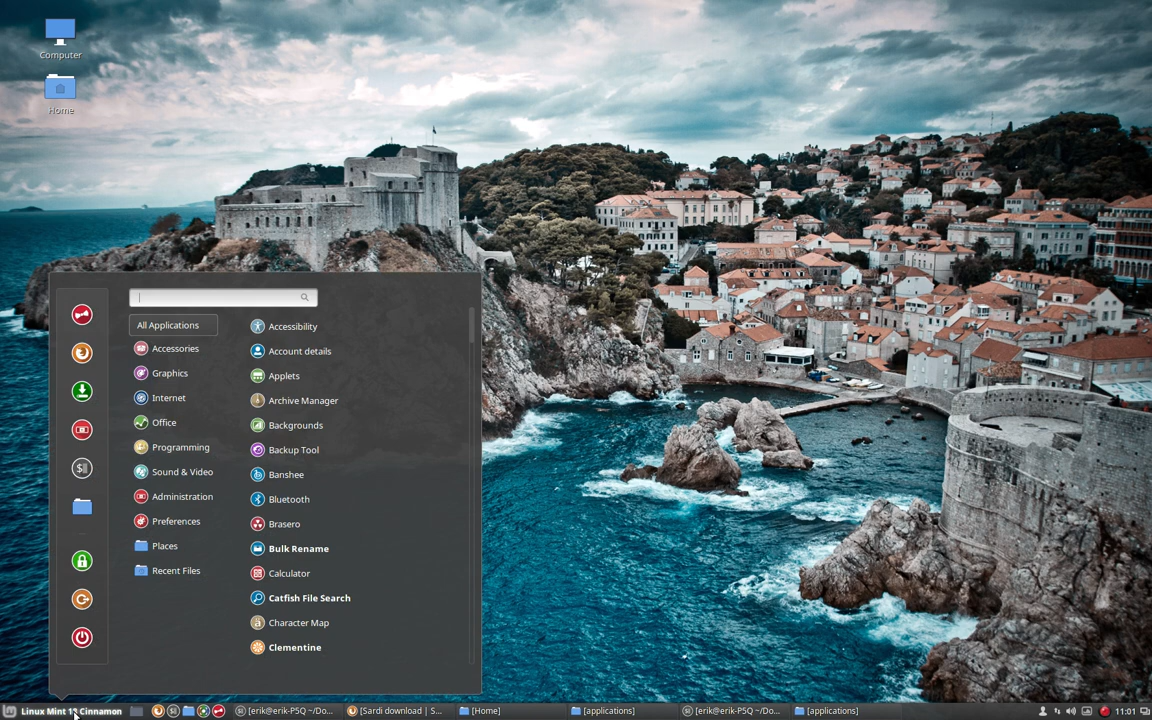 Computer
Home
All Applications
Accessories
Graphics
Internet
Office
Programming
Sound & Video
Administration
Preferences
Places
Recent Files
Accessibility
Account details
Applets
Archive Manager
Backgrounds
Backup Tool
Banshee
Bluetooth
Brasero
Bulk Rename
Calculator
Catfish File Search
Character Map
Clementine
Linux Mint Cinnamon
[erik@erik-P5Q ~/Do...
[Sardi download | S...
[Home]
[applications]
[erik@erik-P5Q ~/Do...
[applications]
11:01